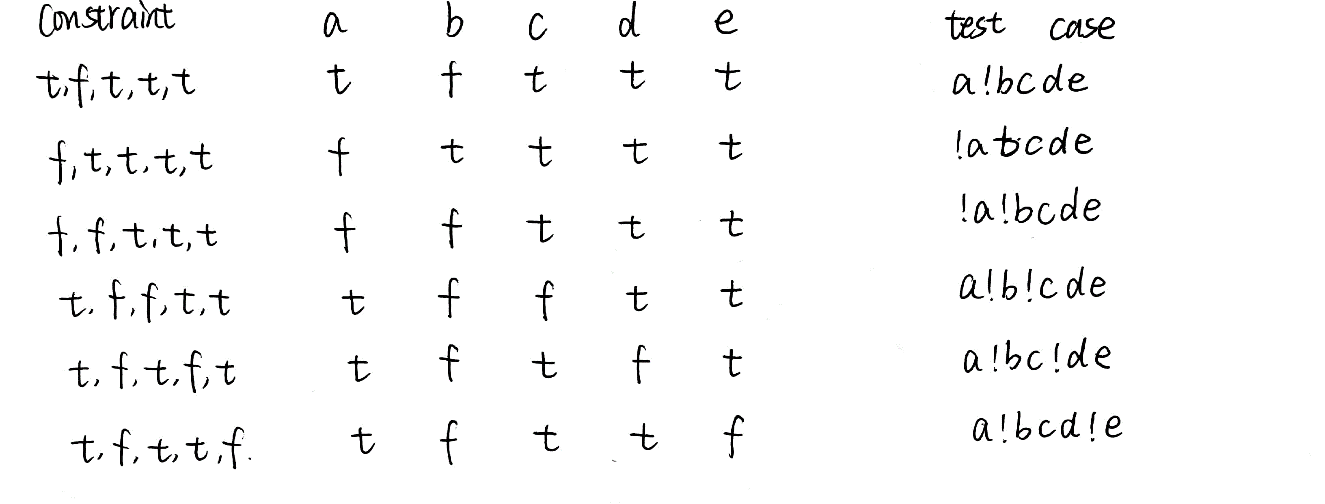 Constraint a b c d e test case
t,f,t,t,t t f t t t a!bcde
f,t,t,t,t f t t t t !abcde
f,f,t,t,t f f t t t !a!bcde
t,f,f,t,t t f f t t a!b!cde
t,f,t,f,t t f t f t a!bc!de
t,f,t,t,f. t f t t f a!bcd!e